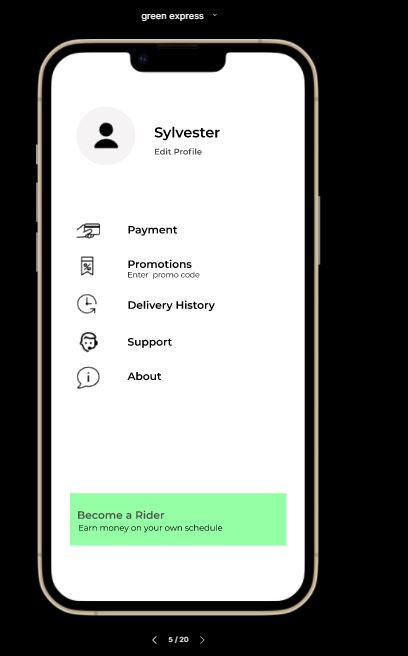 green express
Sylvester
Edit Profile
Payment
Promotions
Enter promo code
Delivery History
Support
About
Become a Rider
Earn money on your own schedule
5 / 20